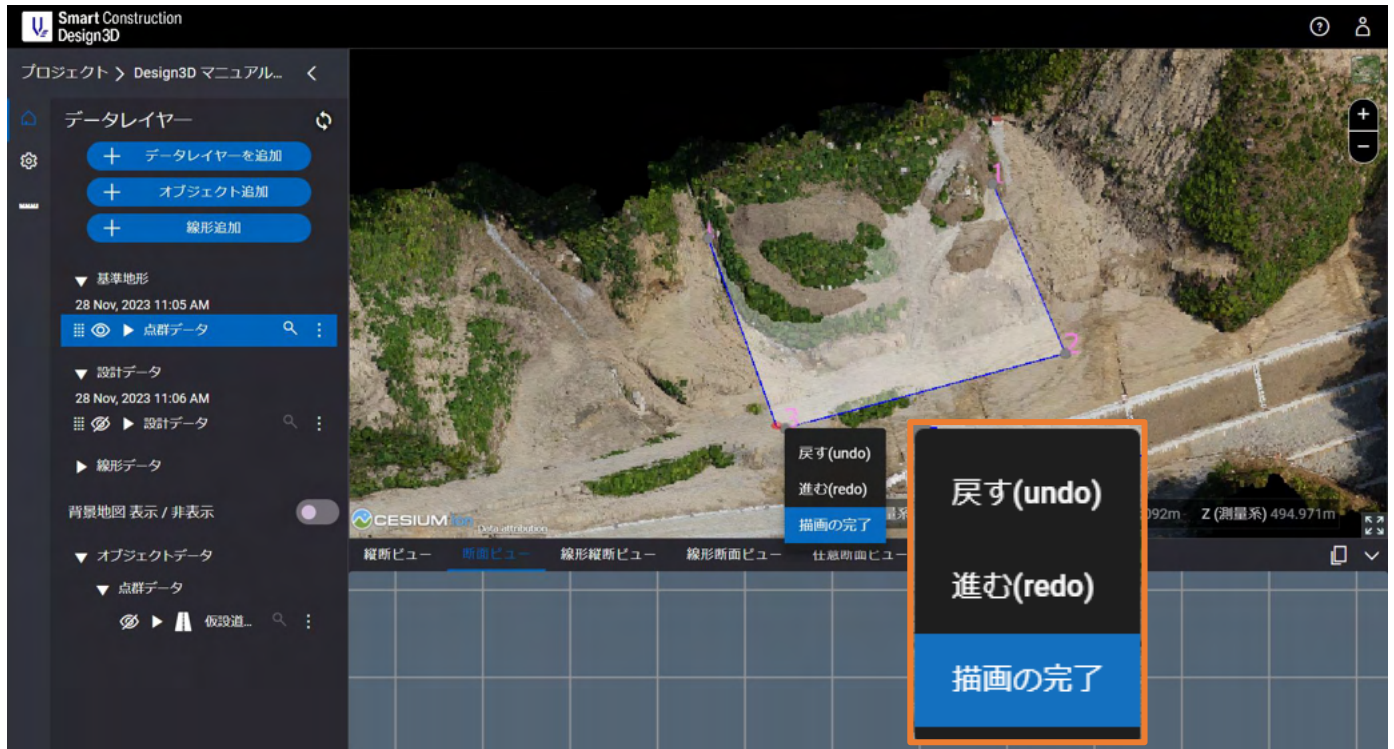 Smart Construction
Design3D
プロジェクト > Design3D マニュアル...
データレイヤー
+ データレイヤーを追加
+ オブジェクト追加
+ 線形追加
基準地形
28 Nov, 2023 11:05 AM
点群データ
設計データ
28 Nov, 2023 11:06 AM
設計データ
線形データ
背景地図 表示 / 非表示
オブジェクトデータ
点群データ
仮設道...
+
−
1
2
3
戻す(undo)
進む(redo)
描画の完了
CESIUM
Data attribution
092m Z (測量系) 494.971m
縦断ビュー 断面ビュー 線形縦断ビュー 線形断面ビュー 任意断面ビュー
戻す(undo)
進む(redo)
描画の完了